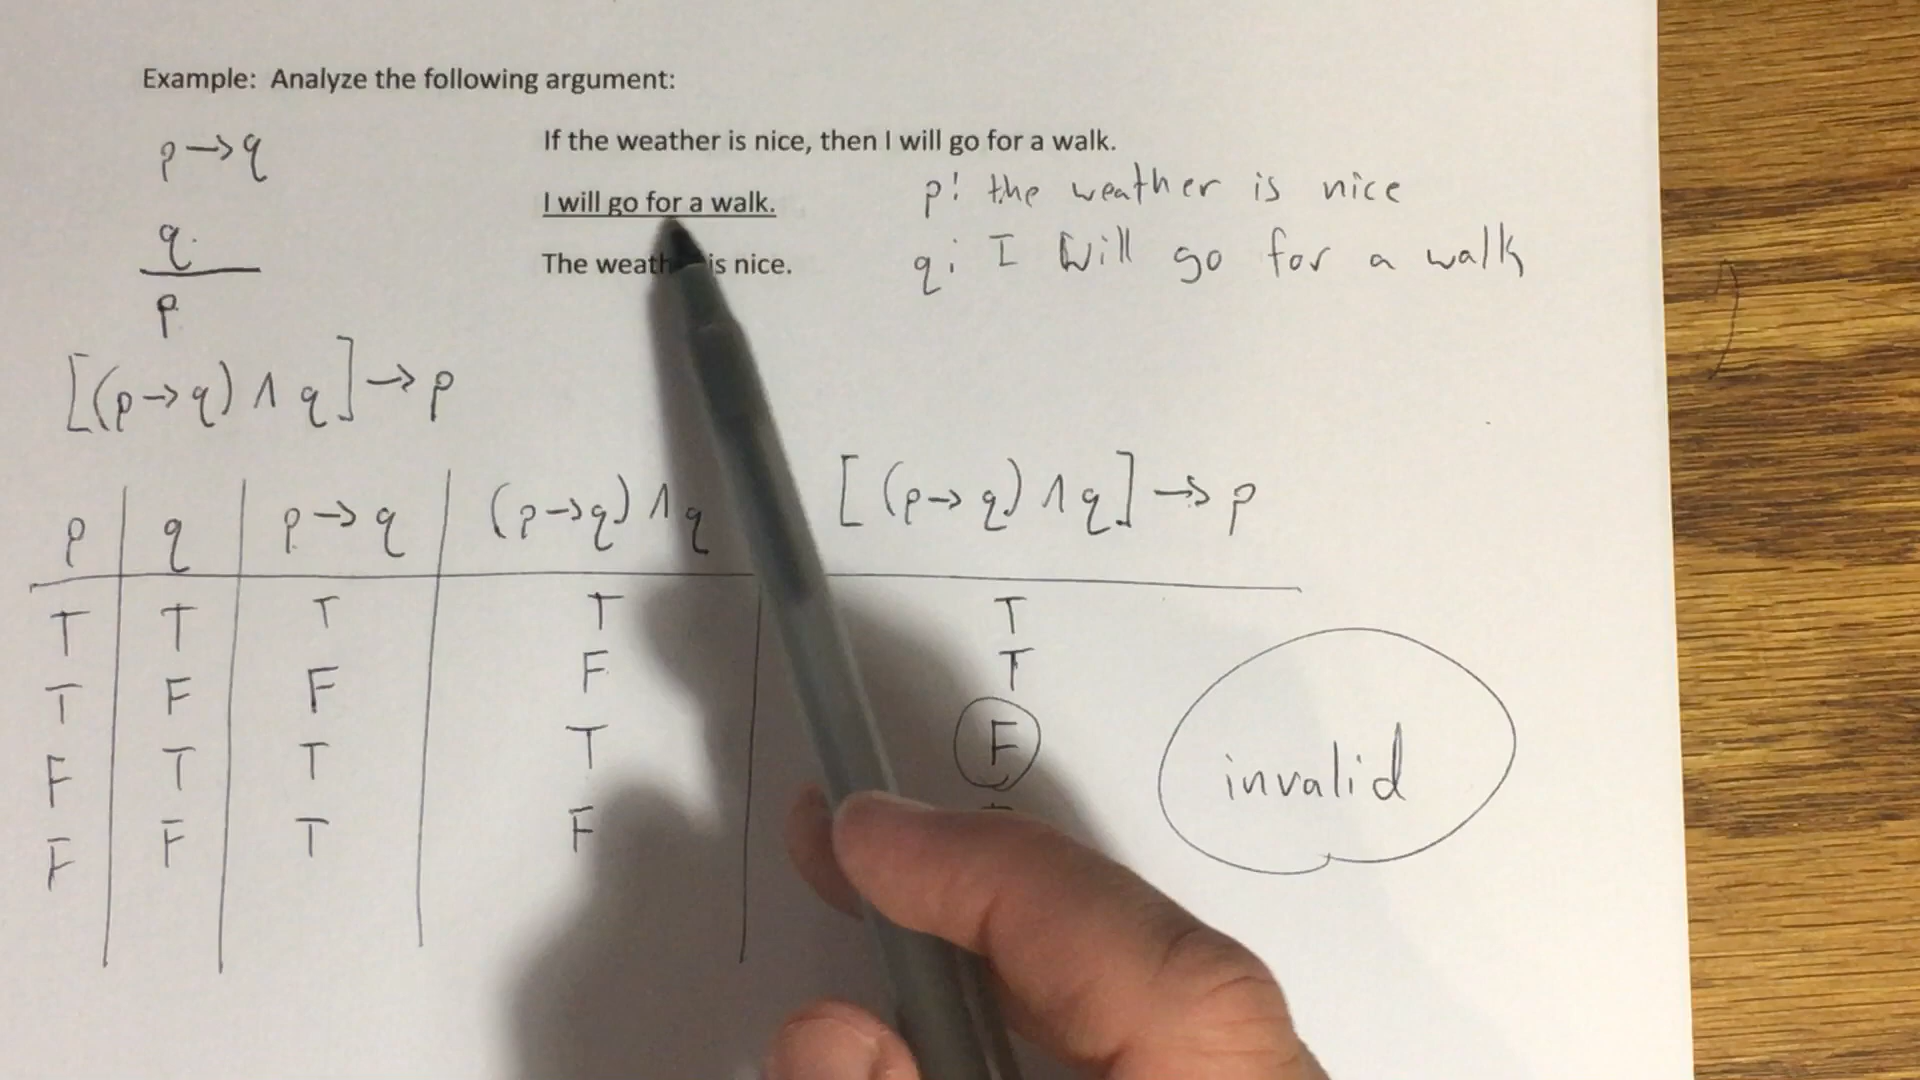 Example: Analyze the following argument:
p → q
If the weather is nice, then I will go for a walk.
p: the weather is nice
q
I will go for a walk.
q: I will go for a walk
p
The is nice.
[(p → q) ∧ q] → p
p q p → q (p → q) ∧ q [(p → q) ∧ q] → p
T T T T T
T F F F T
F T T T F
F F T F
invalid